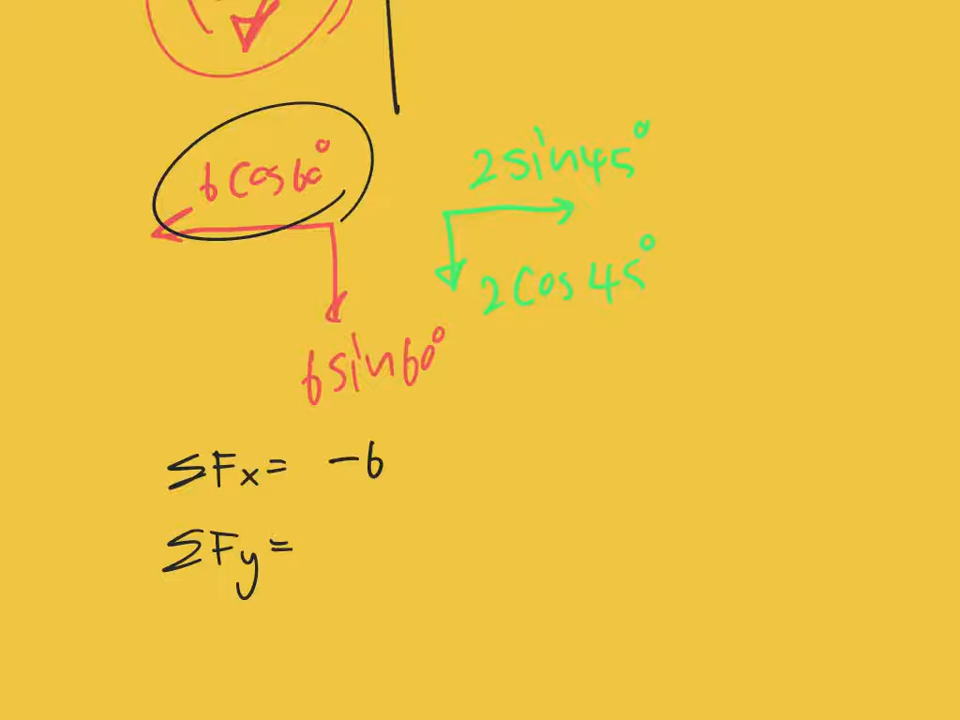 6cos60°
2sin45°
2cos45°
6sin60°
ΣFx= -6
ΣFy=